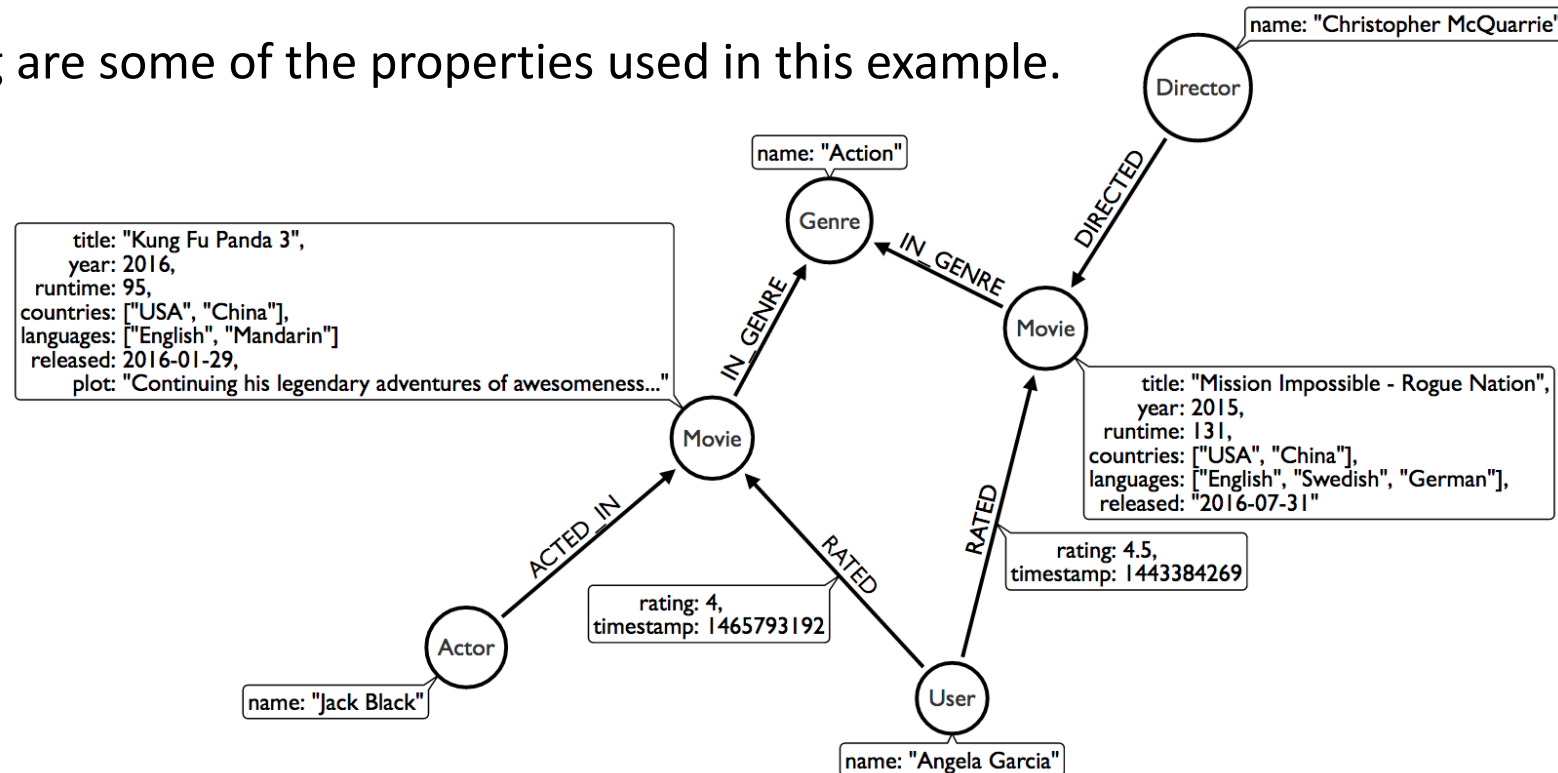 are some of the properties used in this example.
name: "Christopher McQuarrie"
Director
DIRECTED
name: "Action"
Genre
IN_GENRE
IN_GENRE
title: "Kung Fu Panda 3",
year: 2016,
runtime: 95,
countries: ["USA", "China"],
languages: ["English", "Mandarin"]
released: 2016-01-29,
plot: "Continuing his legendary adventures of awesomeness..."
Movie
Movie
title: "Mission Impossible - Rogue Nation",
year: 2015,
runtime: 131,
countries: ["USA", "China"],
languages: ["English", "Swedish", "German"],
released: "2016-07-31"
ACTED_IN
RATED
RATED
rating: 4.5,
timestamp: 1443384269
rating: 4,
timestamp: 1465793192
Actor
name: "Jack Black"
User
name: "Angela Garcia"